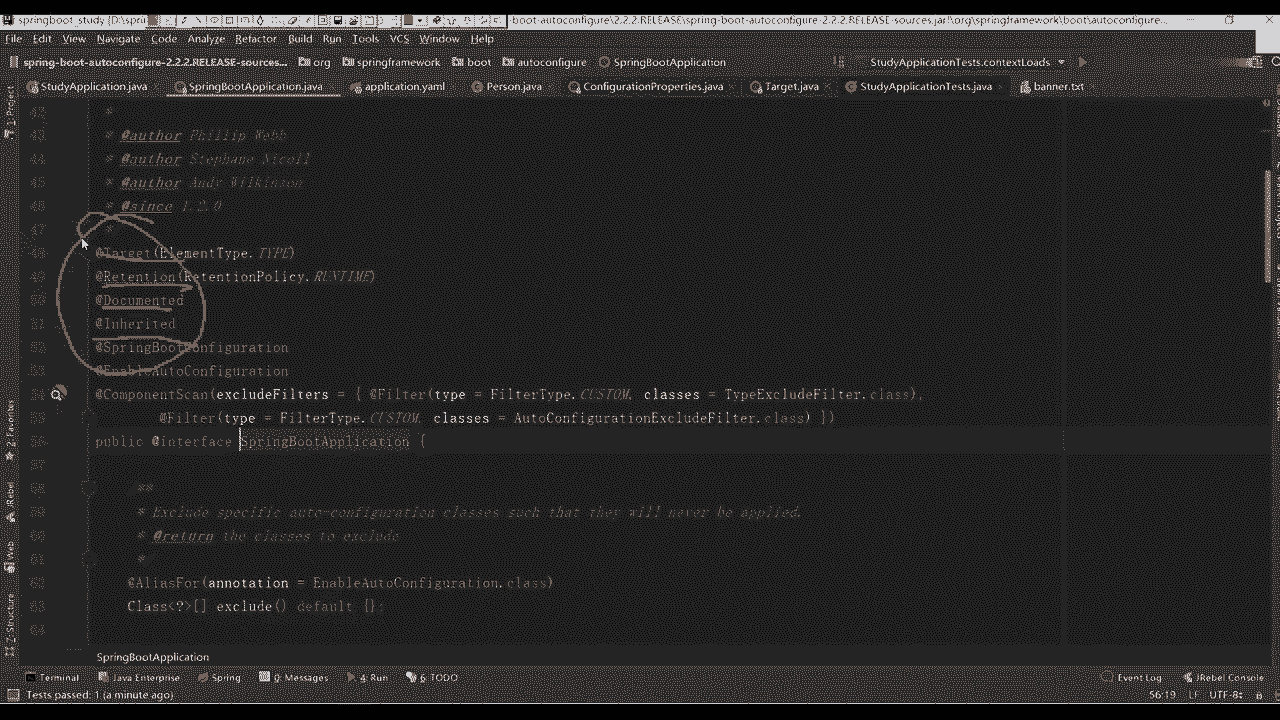 springboot_study
boot-autoconfigure\2.2.2.RELEASE\spring-boot-autoconfigure-2.2.2.RELEASE-sources.jar!\org\springframework\boot\autoconfigure...
File Edit View Navigate Code Analyze Refactor Build Run Tools VCS Window Help
spring-boot-autoconfigure-2.2.2.RELEASE-sources... org springframework boot autoconfigure SpringBootApplication StudyApplicationTests.contextLoads
StudyApplication.java SpringBootApplication.java application.yaml Person.java ConfigurationProperties.java Target.java StudyApplicationTests.java banner.txt
1: Project
42 *
43 * @author Phillip Webb
44 * @author Stephane Nicoll
45 * @author Andy Wilkinson
46 * @since 1.2.0
47 *
48 @Target(ElementType.TYPE)
49 @Retention(RetentionPolicy.RUNTIME)
50 @Documented
51 @Inherited
52 @SpringBootConfiguration
53 @EnableAutoConfiguration
54 @ComponentScan(excludeFilters = { @Filter(type = FilterType.CUSTOM, classes = TypeExcludeFilter.class),
55 @Filter(type = FilterType.CUSTOM, classes = AutoConfigurationExcludeFilter.class) })
56 public @interface SpringBootApplication {
57
58 **
59 * Exclude specific auto-configuration classes such that they will never be applied.
60 * @return the classes to exclude
61 *
62 @AliasFor(annotation = EnableAutoConfiguration.class)
63 Class<?>[] exclude() default {};
64
2: Favorites
JRebel
Web
7: Structure
SpringBootApplication
Terminal Java Enterprise Spring 0: Messages 4: Run 6: TODO Event Log JRebel Console
Tests passed: 1 (a minute ago) 56:19 LF UTF-8